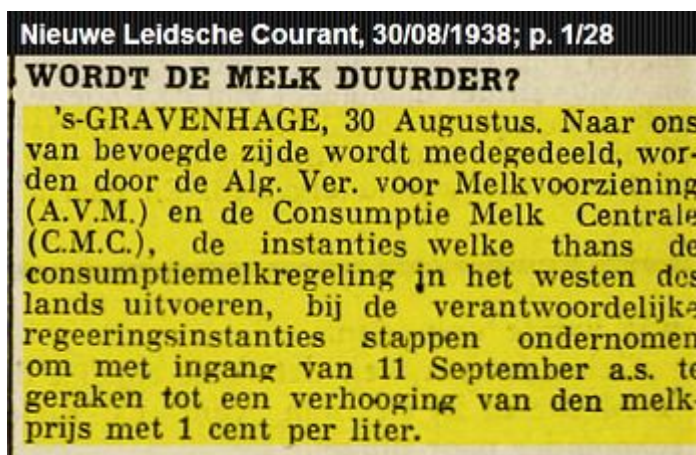 Nieuwe Leidsche Courant, 30/08/1938; p. 1/28
WORDT DE MELK DUURDER?
's-GRAVENHAGE, 30 Augustus. Naar ons
van bevoegde zijde wordt medegedeeld, wor-
den door de Alg. Ver. voor Melkvoorziening
(A.V.M.) en de Consumptie Melk Centrale
(C.M.C.), de instanties welke thans de
consumptiemelkregeling in het westen des
lands uitvoeren, bij de verantwoordelijke
regeeringsinstanties stappen ondernomen
om met ingang van 11 September a.s. te
geraken tot een verhooging van den melk-
prijs met 1 cent per liter.